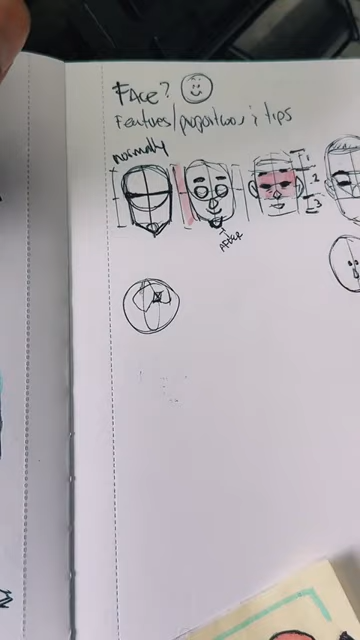 Face?
Features/proportions & tips
normally
1
2
3
After